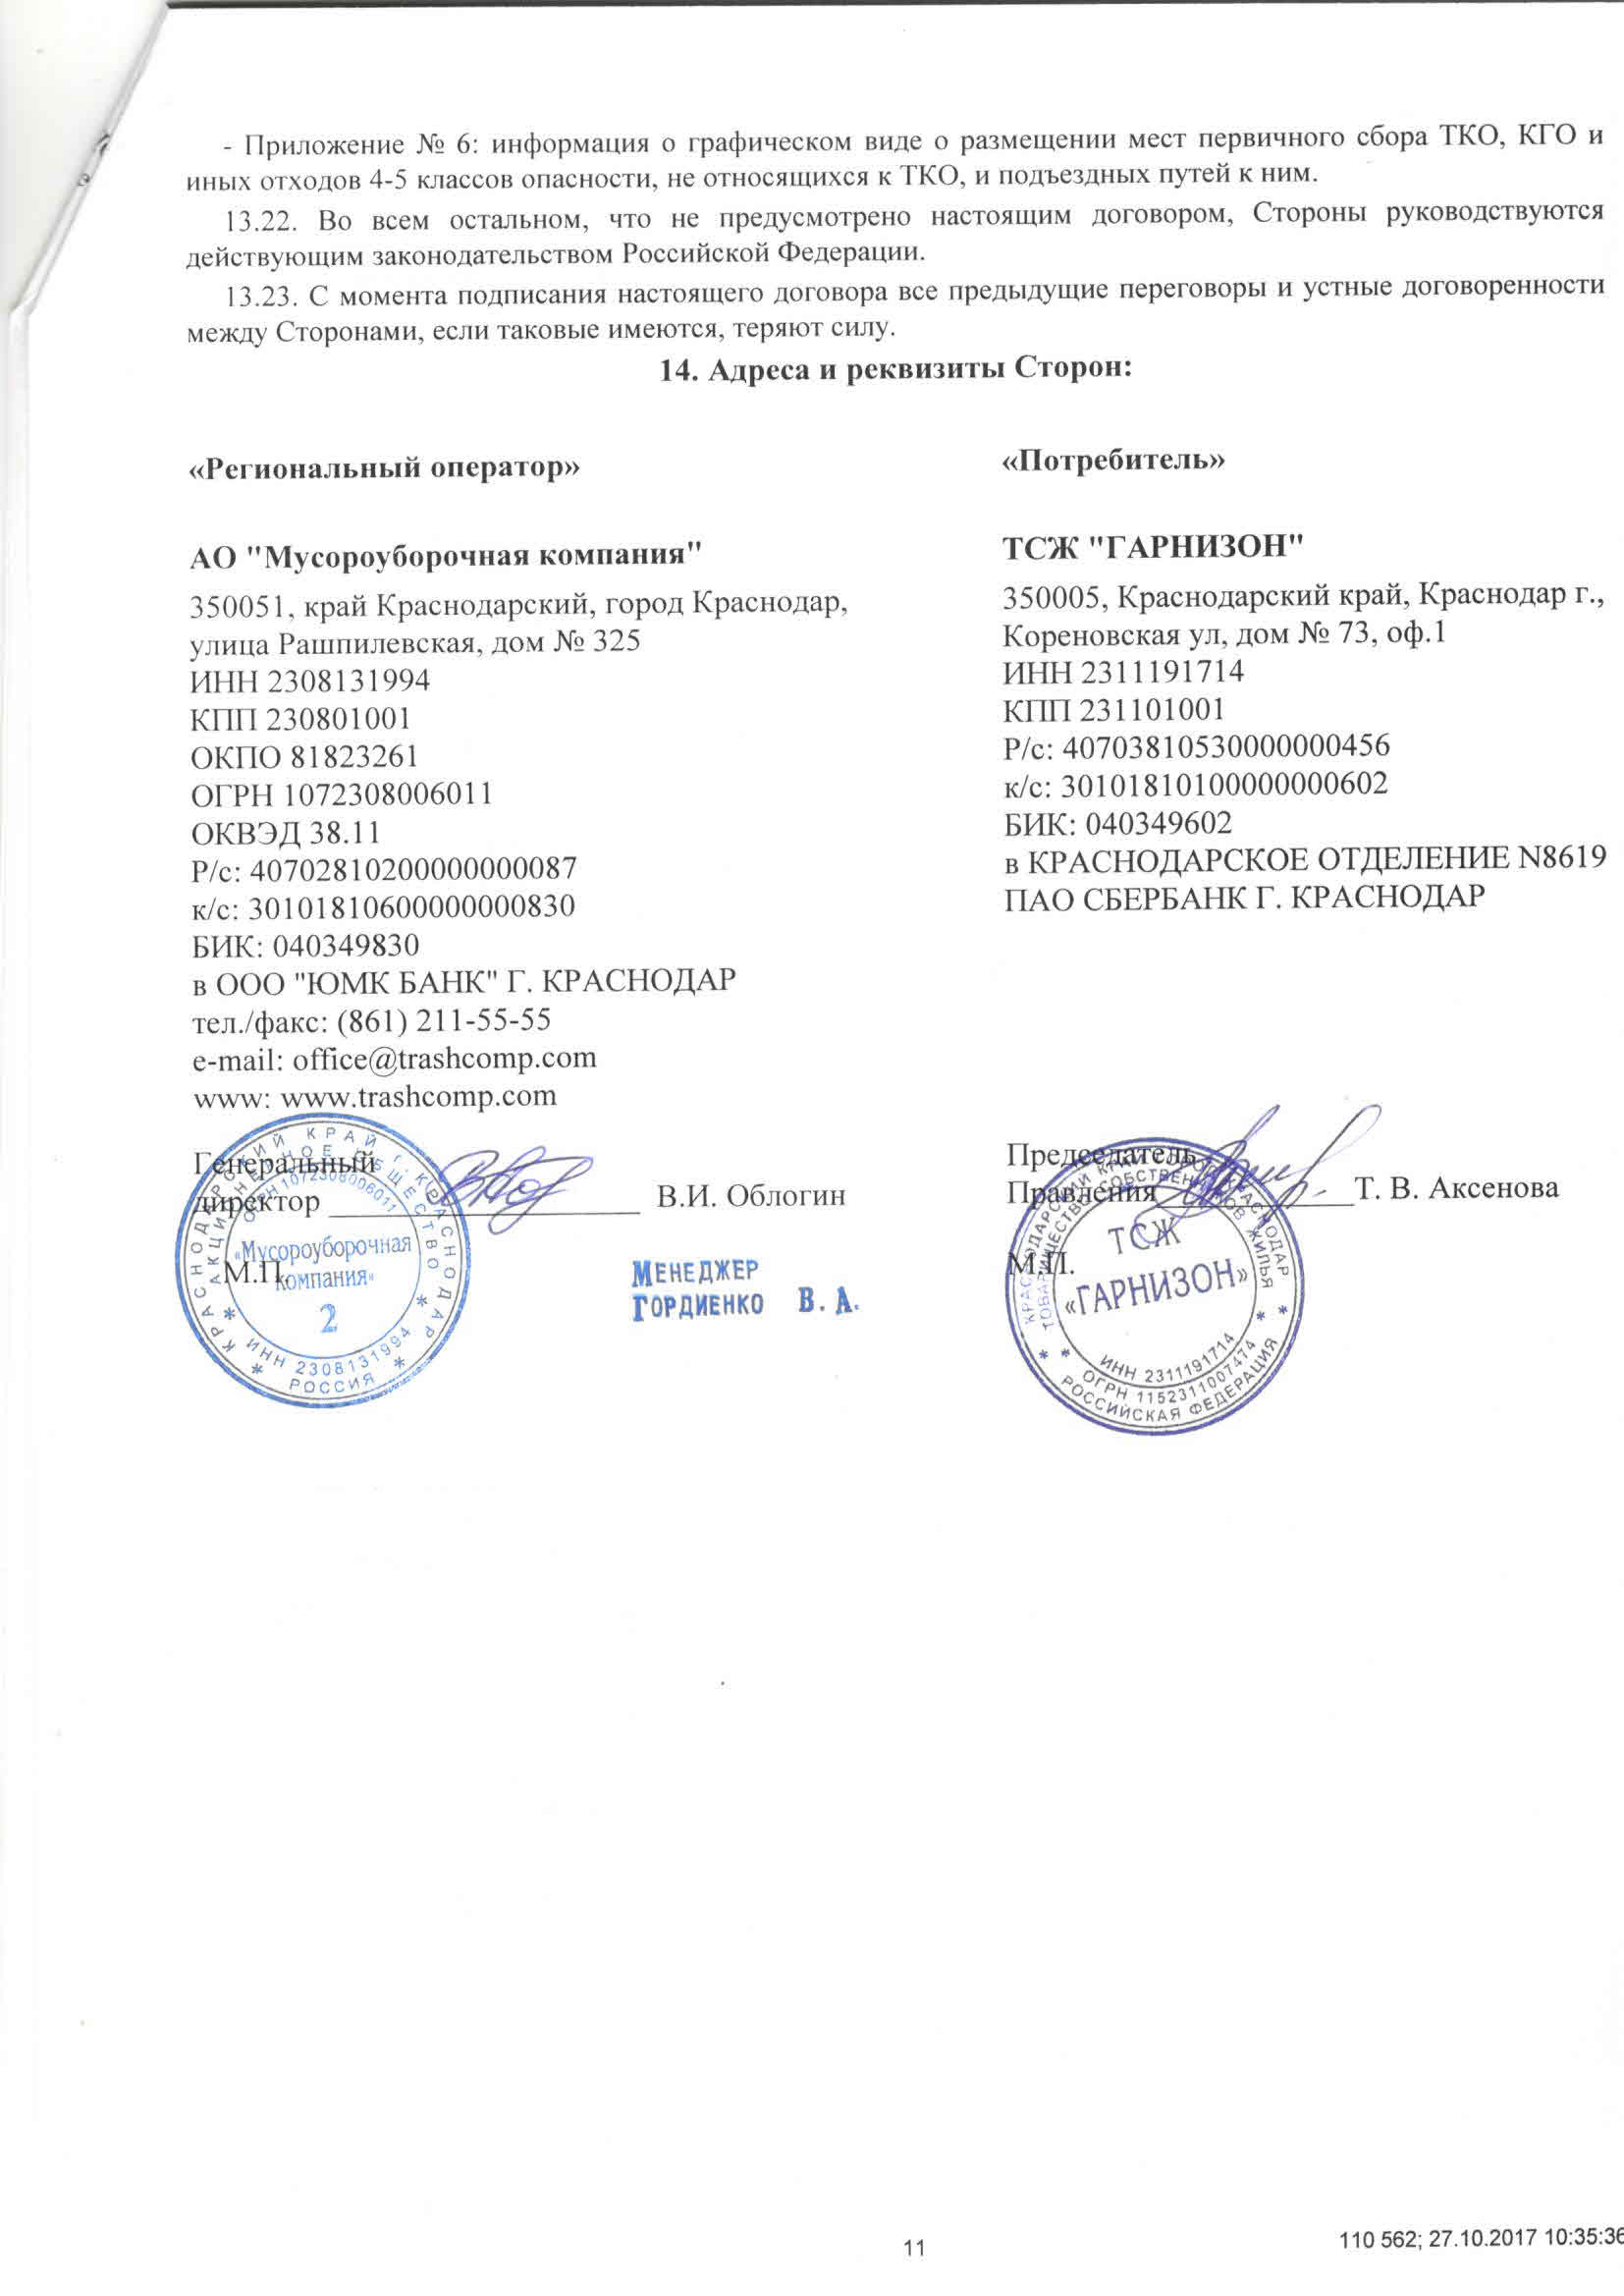 - Приложение № 6: информация о графическом виде о размещении мест первичного сбора ТКО, КГО и
иных отходов 4-5 классов опасности, не относящихся к ТКО, и подъездных путей к ним.
13.22. Во всем остальном, что не предусмотрено настоящим договором, Стороны руководствуются
действующим законодательством Российской Федерации.
13.23. С момента подписания настоящего договора все предыдущие переговоры и устные договоренности
между Сторонами, если таковые имеются, теряют силу.
14. Адреса и реквизиты Сторон:
«Региональный оператор»
АО "Мусороуборочная компания"
350051, край Краснодарский, город Краснодар,
улица Рашпилевская, дом № 325
ИНН 2308131994
КПП 230801001
ОКПО 81823261
ОГРН 1072308006011
ОКВЭД 38.11
Р/с: 40702810200000000087
к/с: 30101810600000000830
БИК: 040349830
в ООО "ЮМК БАНК" Г. КРАСНОДАР
тел./факс: (861) 211-55-55
e-mail: office@trashcomp.com
www: www.trashcomp.com
Генеральный
директор В.И. Облогин
М.П.
КРАСНОДАРСКИЙ КРАЙ г. КРАСНОДАР
АКЦИОНЕРНОЕ ОБЩЕСТВО
ОГРН 1072308006011
«Мусороуборочная
компания»
2
ИНН 2308131994
РОССИЯ
МЕНЕДЖЕР
ГОРДИЕНКО В. А.
«Потребитель»
ТСЖ "ГАРНИЗОН"
350005, Краснодарский край, Краснодар г.,
Кореновская ул, дом № 73, оф.1
ИНН 2311191714
КПП 231101001
Р/с: 40703810530000000456
к/с: 30101810100000000602
БИК: 040349602
в КРАСНОДАРСКОЕ ОТДЕЛЕНИЕ N8619
ПАО СБЕРБАНК Г. КРАСНОДАР
Председатель
Правления Т. В. Аксенова
М.П.
КРАСНОДАРСКИЙ КРАЙ ГОРОД КРАСНОДАР
ТОВАРИЩЕСТВО СОБСТВЕННИКОВ ЖИЛЬЯ
ТСЖ
«ГАРНИЗОН»
ИНН 2311191714
ОГРН 1152311007474
РОССИЙСКАЯ ФЕДЕРАЦИЯ
11
110 562; 27.10.2017 10:35:36